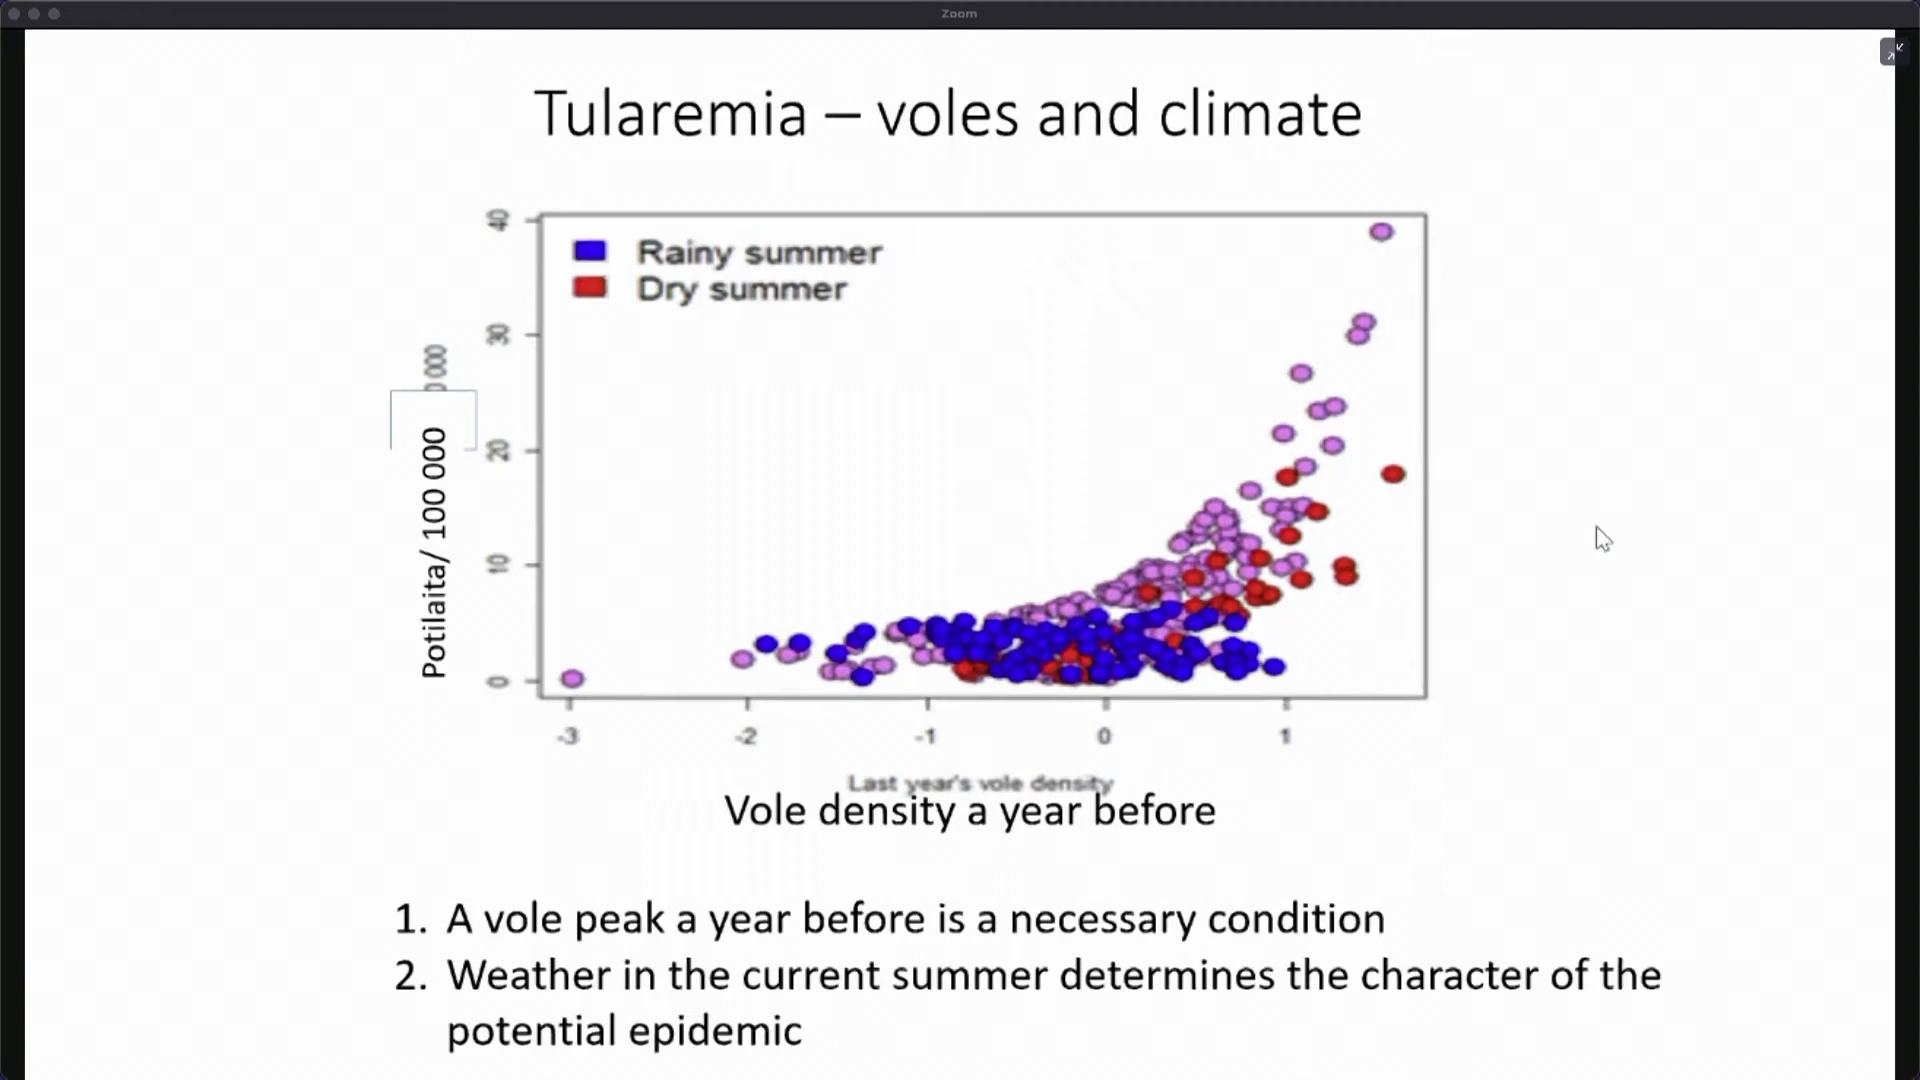 Zoom
Tularemia – voles and climate
Rainy summer
Dry summer
40
30
20
10
0
000
Potilaita/ 100 000
-3
-2
-1
0
1
Last year's vole density
Vole density a year before
1. A vole peak a year before is a necessary condition
2. Weather in the current summer determines the character of the
potential epidemic